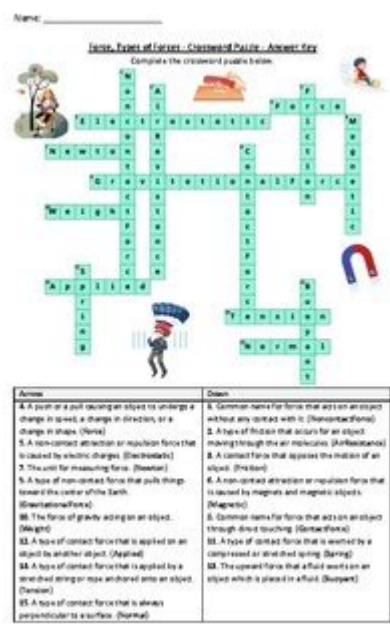 Name:
Force, Types of Forces - Crossword Puzzle - Answer Key
Complete the crossword puzzle below.
Force
Electrostatic
Newton
GravitationalForce
Weight
Applied
Tension
Normal
NoncontactForce
AirResistance
Friction
Magnetic
ContactForce
Spring
Buoyant
Across
4. A push or a pull causing an object to undergo a
change in speed, a change in direction, or a
change in shape. (Force)
5. A non-contact attraction or repulsion force that
is caused by electric charges. (Electrostatic)
7. The unit for measuring force. (Newton)
9. A type of non-contact force that pulls things
toward the center of the Earth.
(GravitationalForce)
10. The force of gravity acting on an object.
(Weight)
12. A type of contact force that is applied on an
object by another object. (Applied)
14. A type of contact force that is applied by a
stretched string or rope anchored onto an object.
(Tension)
15. A type of contact force that is always
perpendicular to a surface. (Normal)
Down
1. Common name for force that acts on an object
without any contact with it. (NoncontactForce)
2. A type of friction that occurs for an object
moving through the air molecules. (AirResistance)
3. A contact force that opposes the motion of an
object. (Friction)
6. A non-contact attraction or repulsion force that
is caused by magnets and magnetic objects.
(Magnetic)
8. Common name for force that acts on an object
through direct touching. (ContactForce)
11. A type of contact force that is exerted by a
compressed or stretched spring. (Spring)
13. The upward force that a fluid exerts on an
object which is placed in a fluid. (Buoyant)